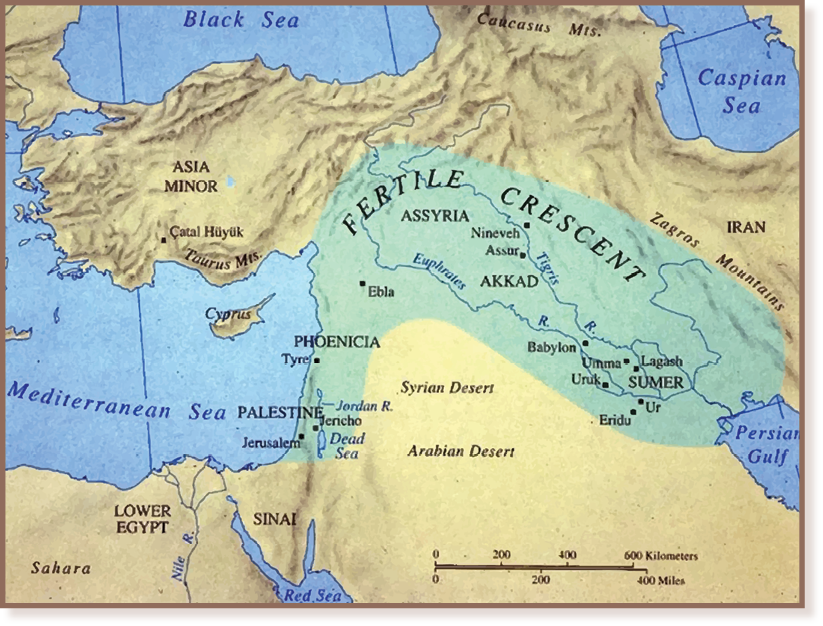 Black Sea
Caucasus Mts.
Caspian
Sea
ASIA
MINOR
FERTILE CRESCENT
ASSYRIA
Zagros Mountains
IRAN
Çatal Hüyük
Nineveh
Taurus Mts.
Assur
Euphrates R.
Tigris R.
AKKAD
Ebla
Cyprus
PHOENICIA
Tyre
Babylon
Umma
Lagash
Uruk
SUMER
Syrian Desert
Mediterranean Sea
PALESTINE
Jordan R.
Jericho
Ur
Eridu
Jerusalem
Dead
Sea
Arabian Desert
Persian
Gulf
LOWER
EGYPT
SINAI
Nile R.
Sahara
Red Sea
0 200 400 600 Kilometers
0 200 400 Miles